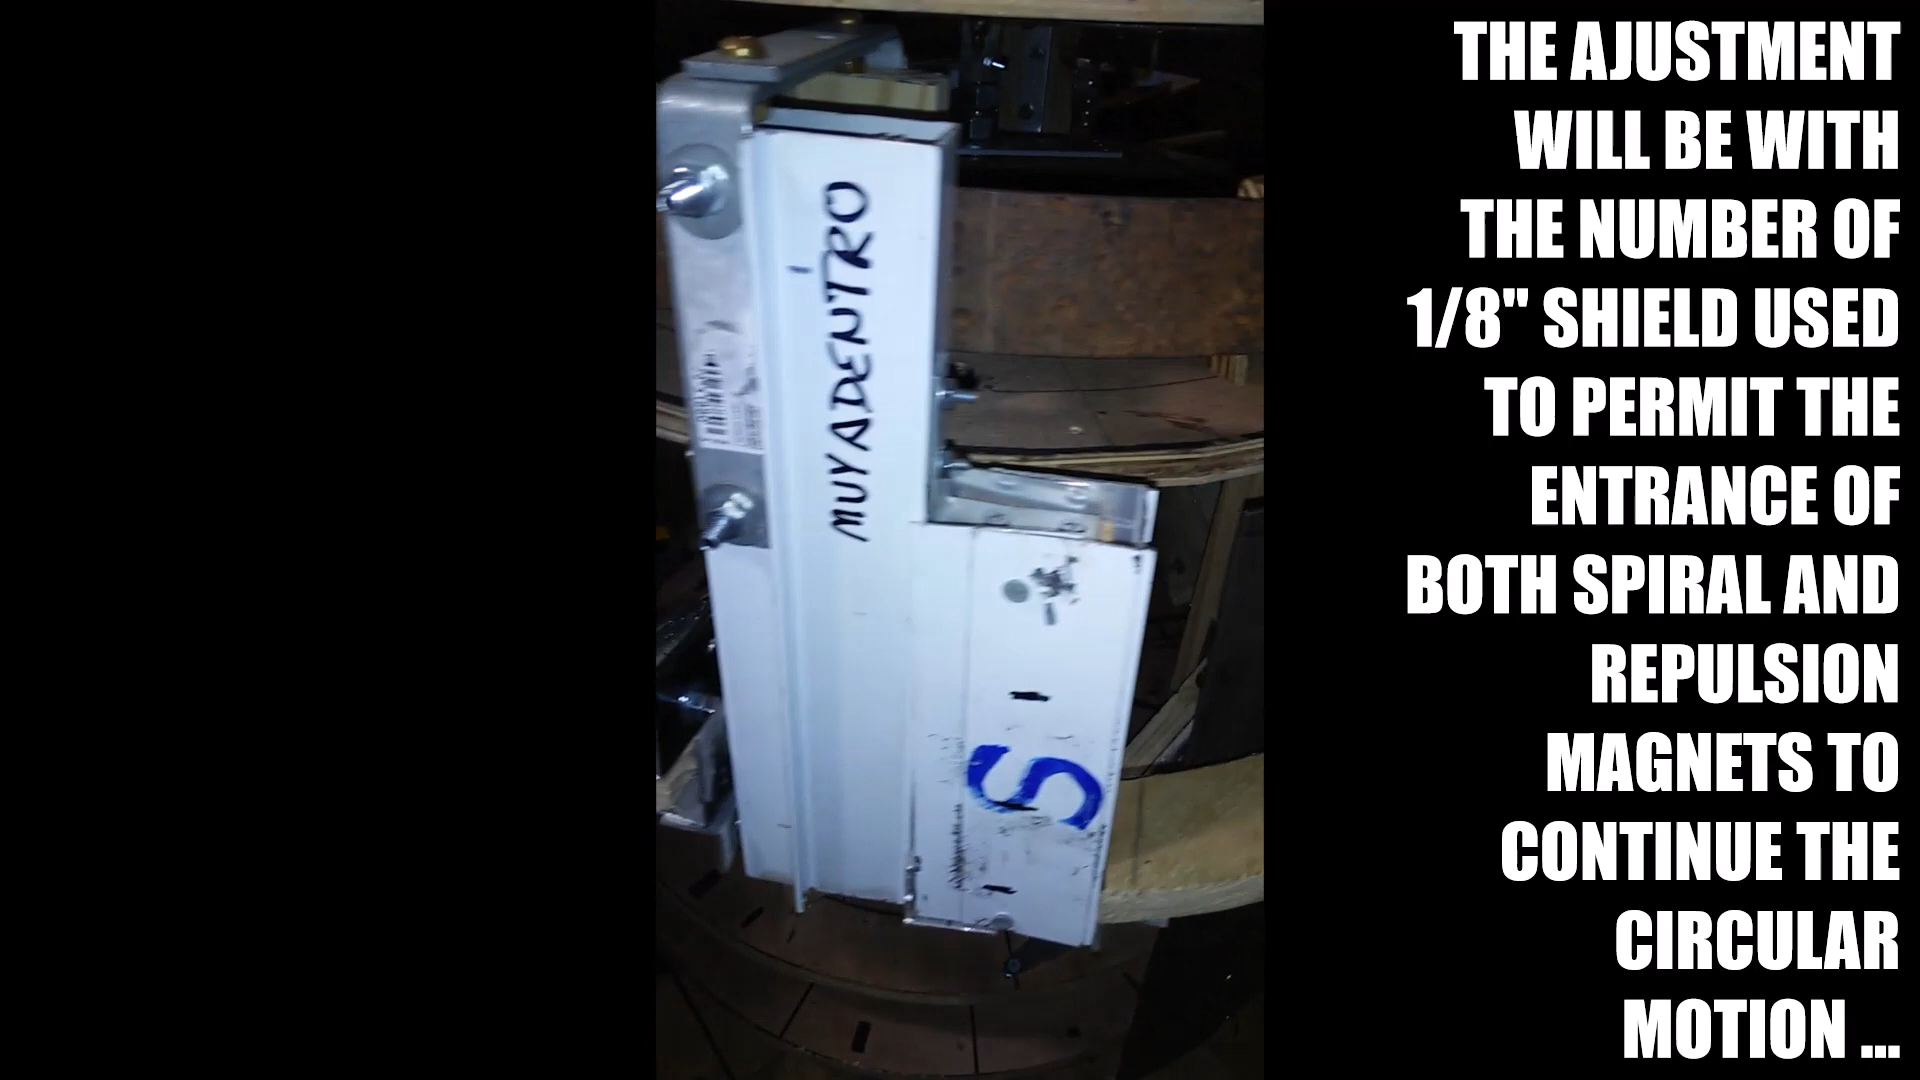 MUYADENTRO
S
THE AJUSTMENT
WILL BE WITH
THE NUMBER OF
1/8" SHIELD USED
TO PERMIT THE
ENTRANCE OF
BOTH SPIRAL AND
REPULSION
MAGNETS TO
CONTINUE THE
CIRCULAR
MOTION ...